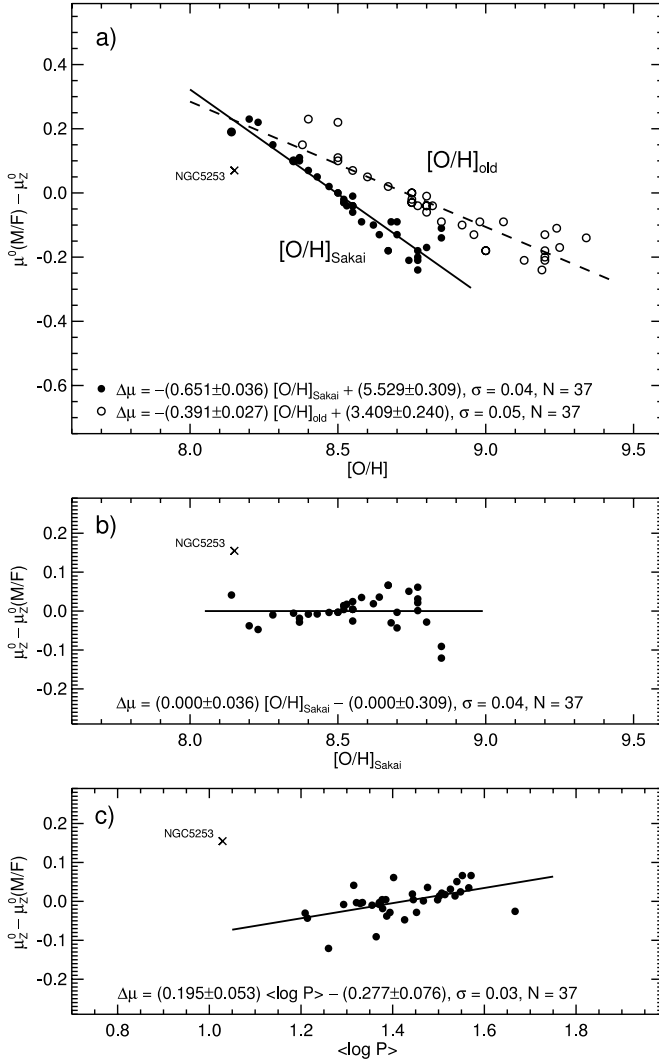 a)
0.4
0.2
0.0
-0.2
-0.4
-0.6
μ⁰(M/F) − μ⁰_Z
NGC5253
[O/H]_old
[O/H]_Sakai
● Δμ = −(0.651±0.036) [O/H]_Sakai + (5.529±0.309), σ = 0.04, N = 37
○ Δμ = −(0.391±0.027) [O/H]_old + (3.409±0.240), σ = 0.05, N = 37
8.0 8.5 9.0 9.5
[O/H]
b)
0.2
0.1
0.0
-0.1
-0.2
μ⁰_Z − μ⁰_Z(M/F)
NGC5253
Δμ = (0.000±0.036) [O/H]_Sakai − (0.000±0.309), σ = 0.04, N = 37
8.0 8.5 9.0 9.5
[O/H]_Sakai
c)
0.2
0.1
0.0
-0.1
-0.2
μ⁰_Z − μ⁰_Z(M/F)
NGC5253
Δμ = (0.195±0.053) <log P> − (0.277±0.076), σ = 0.03, N = 37
0.8 1.0 1.2 1.4 1.6 1.8
<log P>